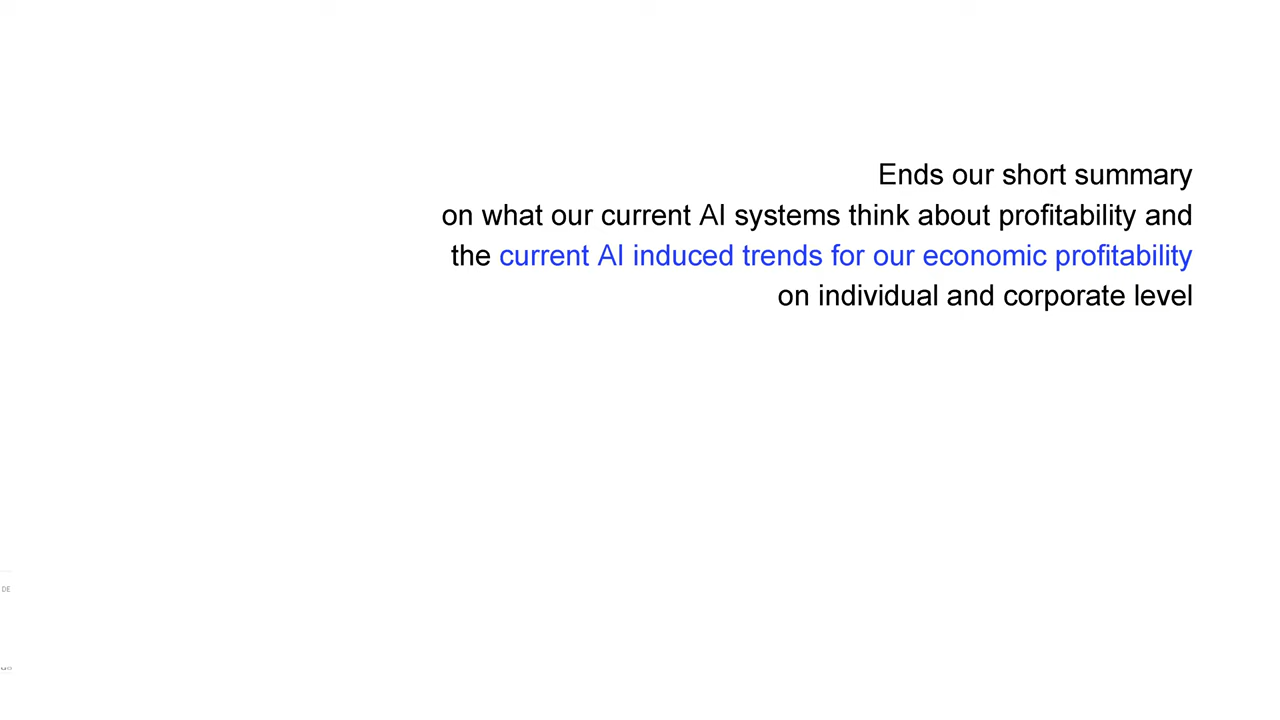 Ends our short summary
on what our current AI systems think about profitability and
the current AI induced trends for our economic profitability
on individual and corporate level
DE